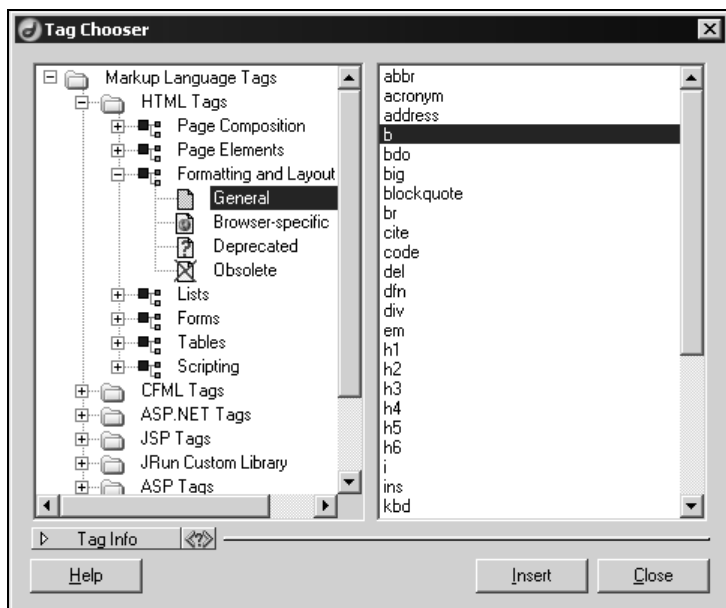 Tag Chooser
Markup Language Tags
HTML Tags
Page Composition
Page Elements
Formatting and Layout
General
Browser-specific
Deprecated
Obsolete
Lists
Forms
Tables
Scripting
CFML Tags
ASP.NET Tags
JSP Tags
JRun Custom Library
ASP Tags
abbr
acronym
address
b
bdo
big
blockquote
br
cite
code
del
dfn
div
em
h1
h2
h3
h4
h5
h6
i
ins
kbd
Tag Info
Help
Insert
Close